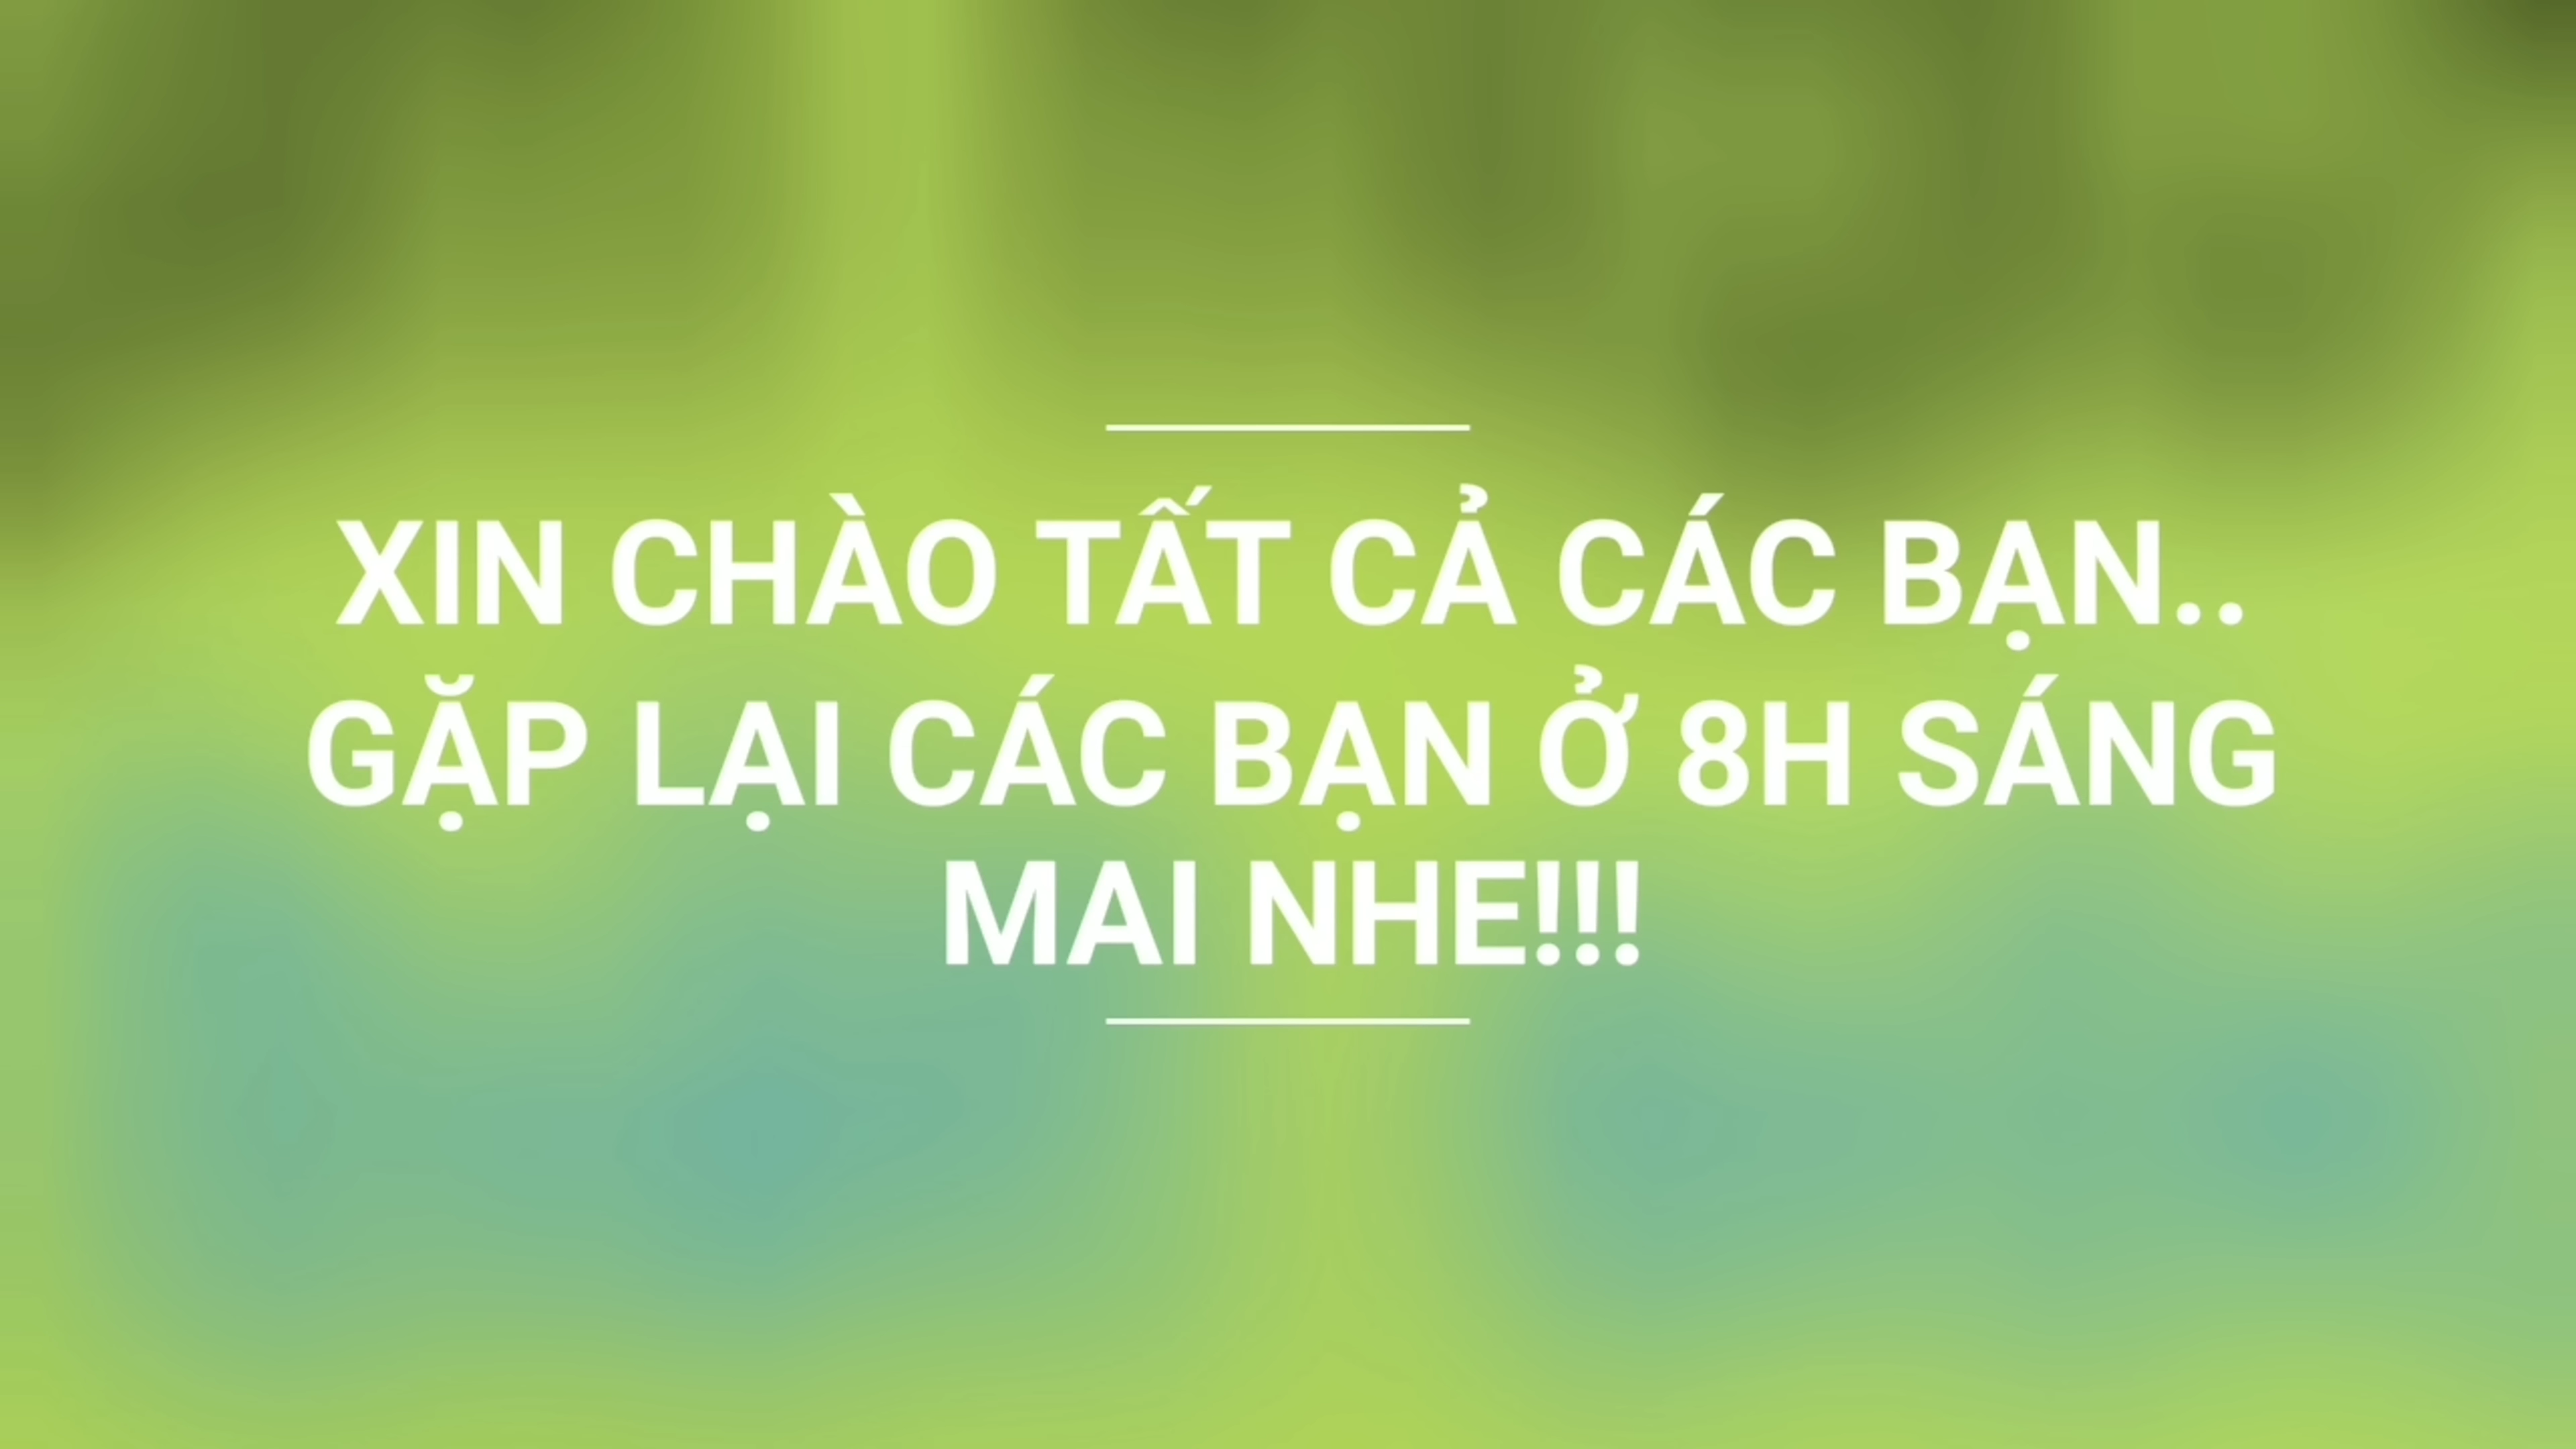 XIN CHÀO TẤT CẢ CÁC BẠN..
GẶP LẠI CÁC BẠN Ở 8H SÁNG
MAI NHE!!!